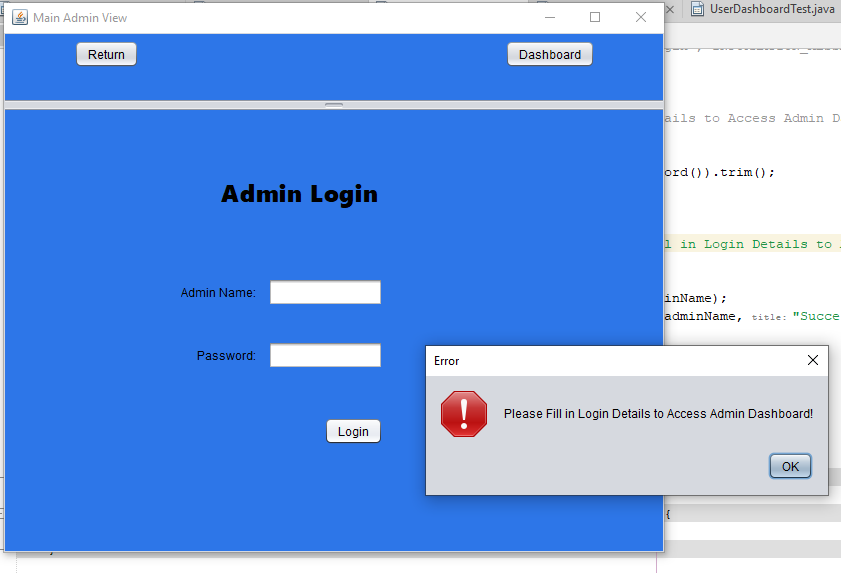 Main Admin View
UserDashboardTest.java
Return
Dashboard
ails to Access Admin D
Admin Login
ord()).trim();
l in Login Details to
Admin Name:
inName);
adminName, title: "Succe
Password:
Error
Please Fill in Login Details to Access Admin Dashboard!
Login
OK
{